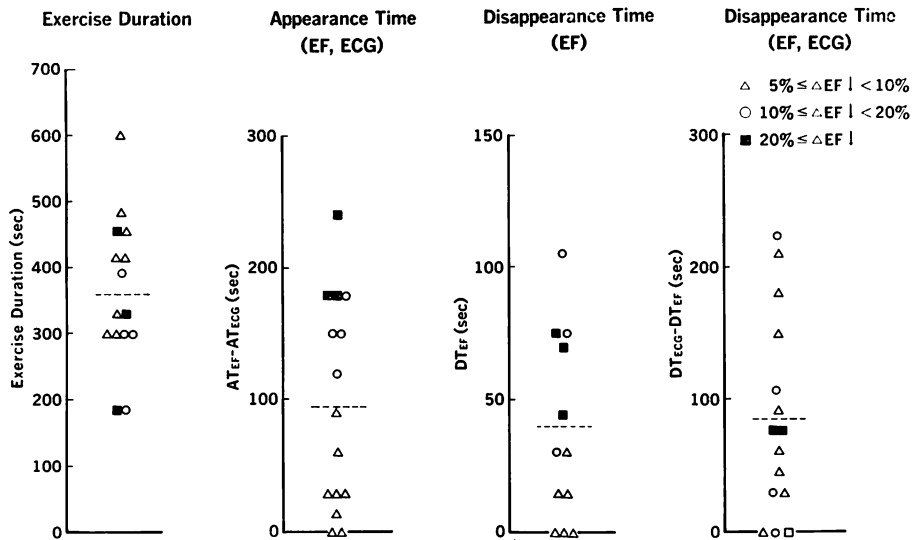 Exercise Duration
Appearance Time
(EF, ECG)
Disappearance Time
(EF)
Disappearance Time
(EF, ECG)
△ 5% ≤ △EF↓ < 10%
○ 10% ≤ △EF↓ < 20%
■ 20% ≤ △EF↓
Exercise Duration (sec)
700
600
500
400
300
200
100
0
ATEF-ATECG (sec)
300
200
100
0
DTEF (sec)
150
100
50
0
DTECG-DTEF (sec)
300
200
100
0